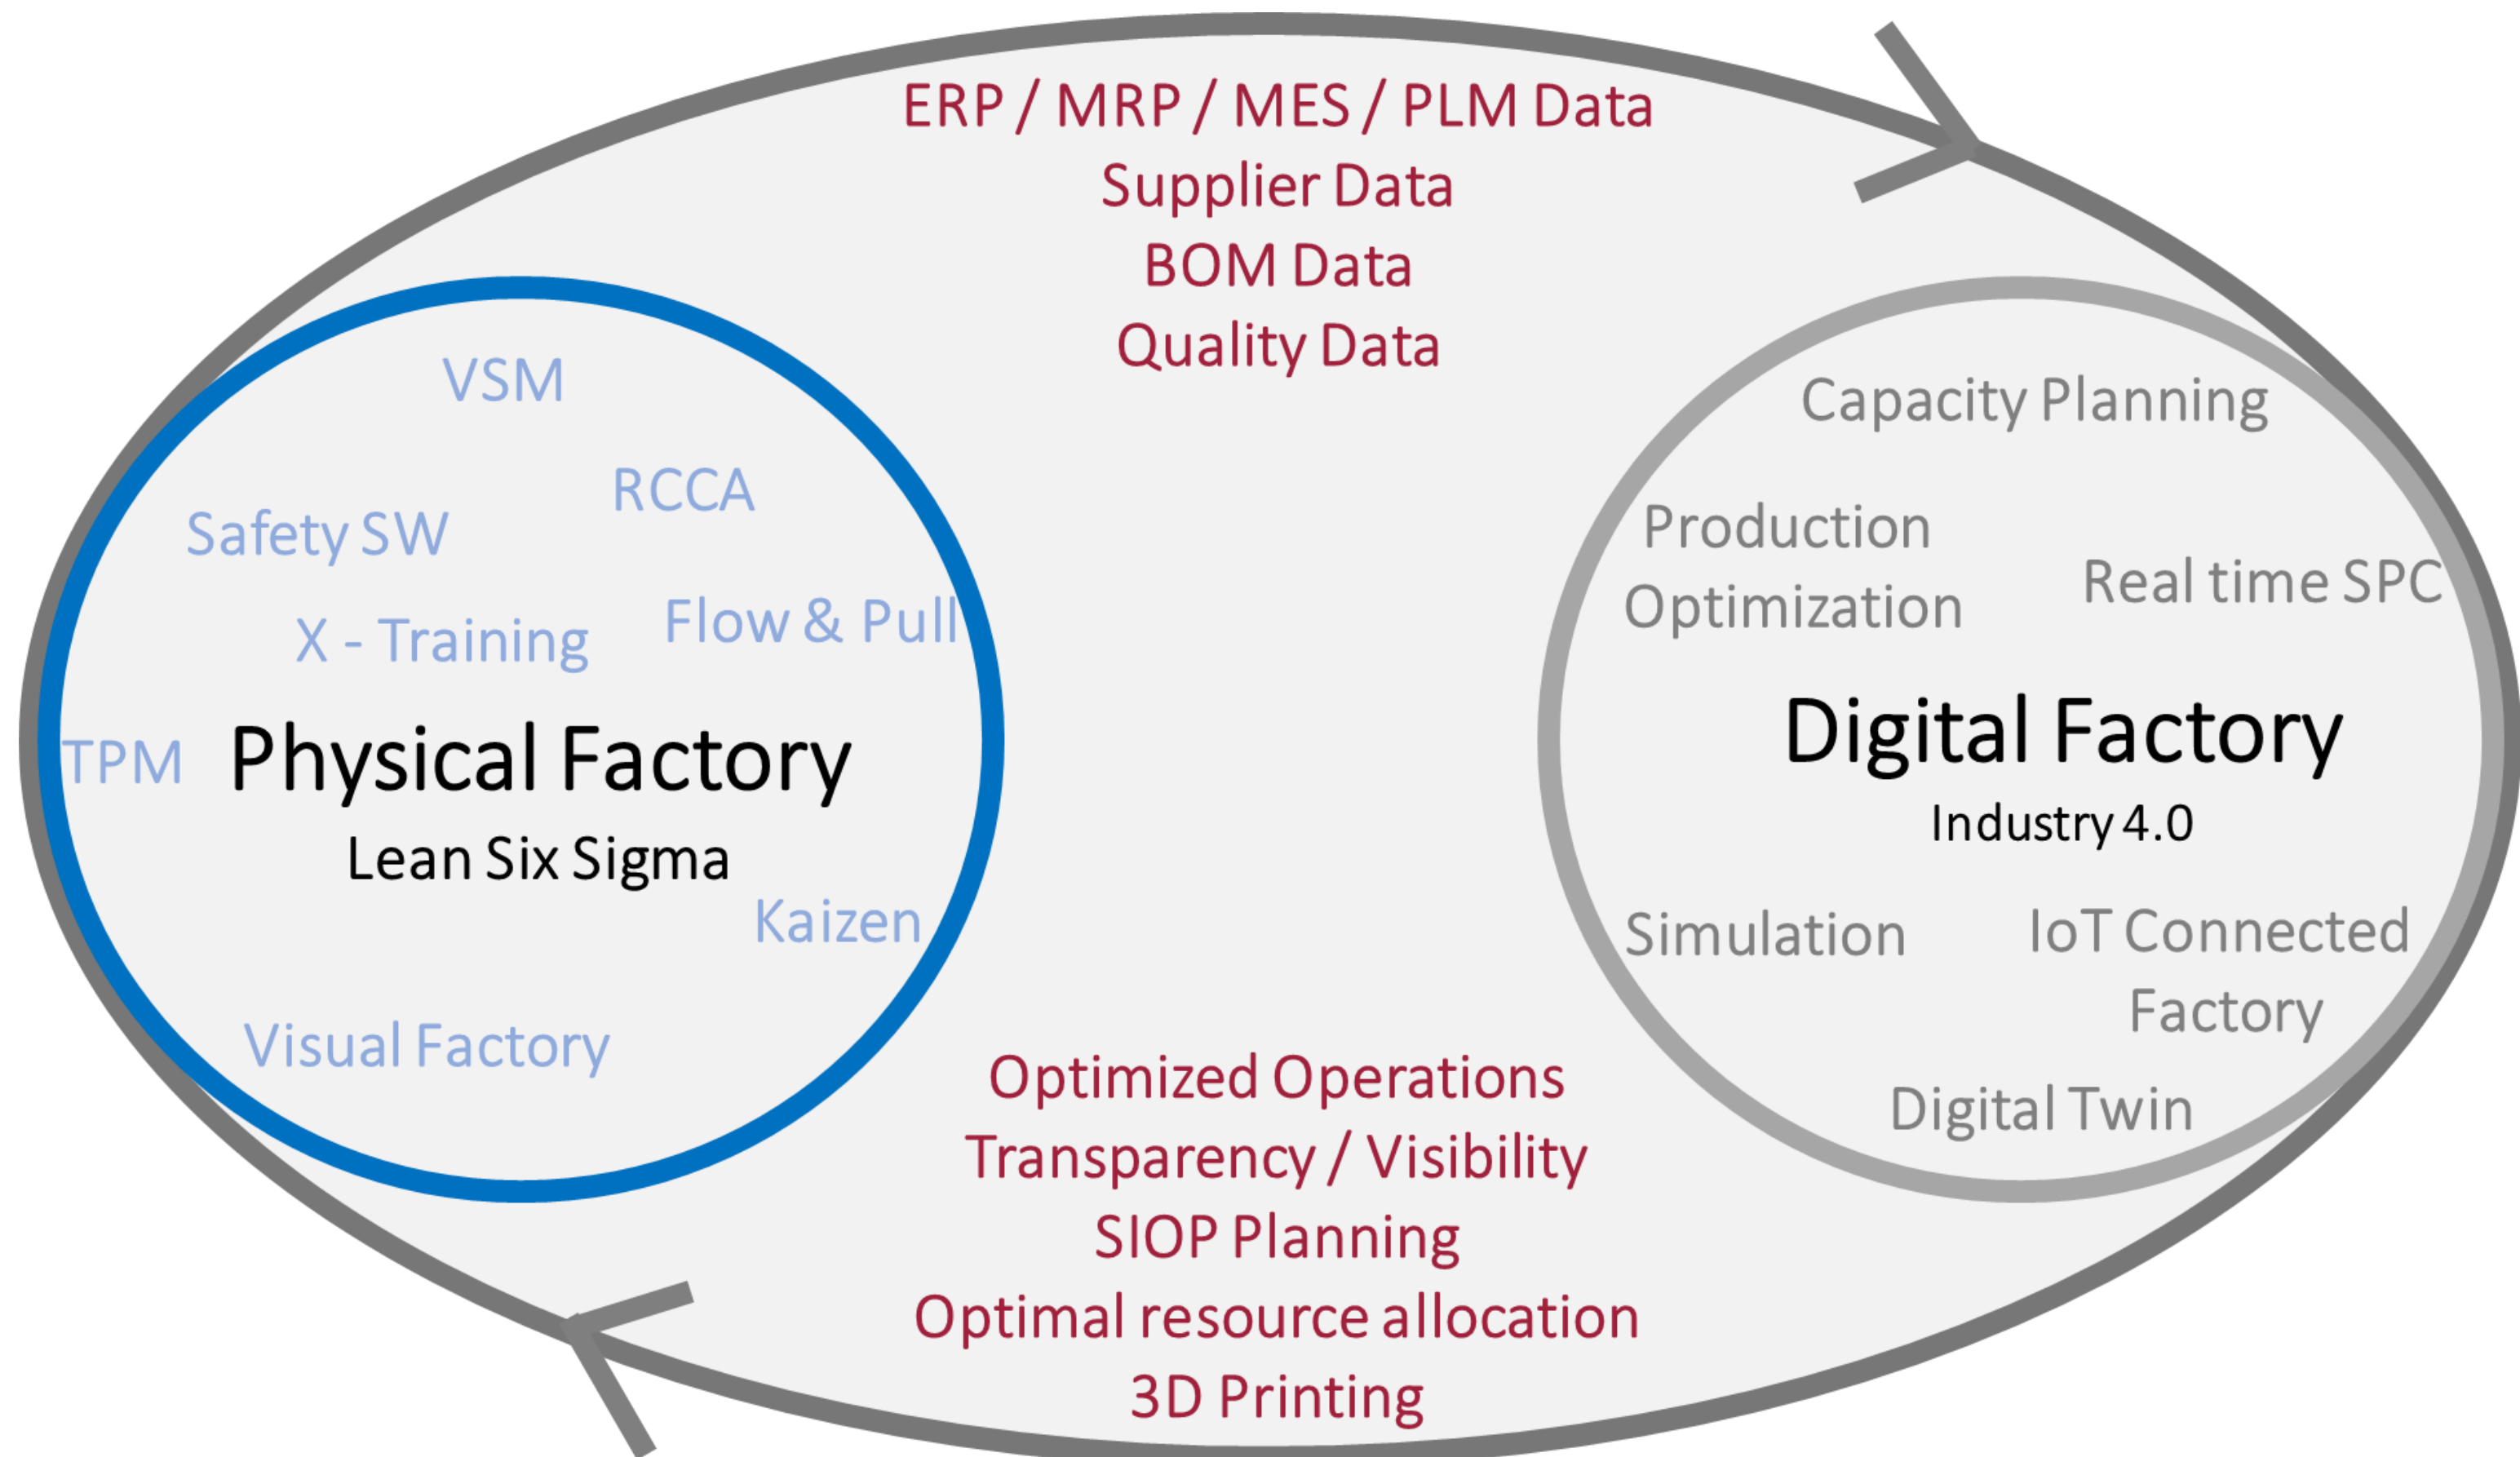 ERP / MRP / MES / PLM Data
Supplier Data
BOM Data
Quality Data
VSM
RCCA
Safety SW
X - Training
Flow & Pull
TPM
Physical Factory
Lean Six Sigma
Kaizen
Visual Factory
Capacity Planning
Production
Optimization
Real time SPC
Digital Factory
Industry 4.0
Simulation
IoT Connected
Factory
Digital Twin
Optimized Operations
Transparency / Visibility
SIOP Planning
Optimal resource allocation
3D Printing